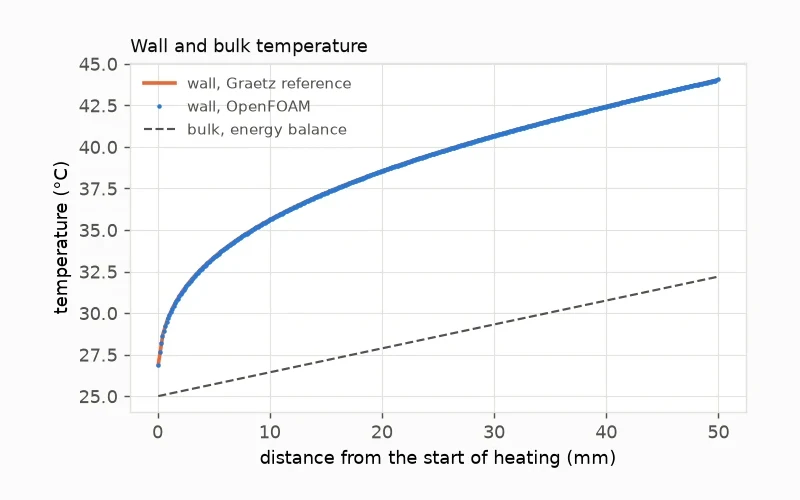 Wall and bulk temperature
45.0
42.5
40.0
37.5
35.0
32.5
30.0
27.5
25.0
temperature (°C)
wall, Graetz reference
wall, OpenFOAM
bulk, energy balance
0 10 20 30 40 50
distance from the start of heating (mm)